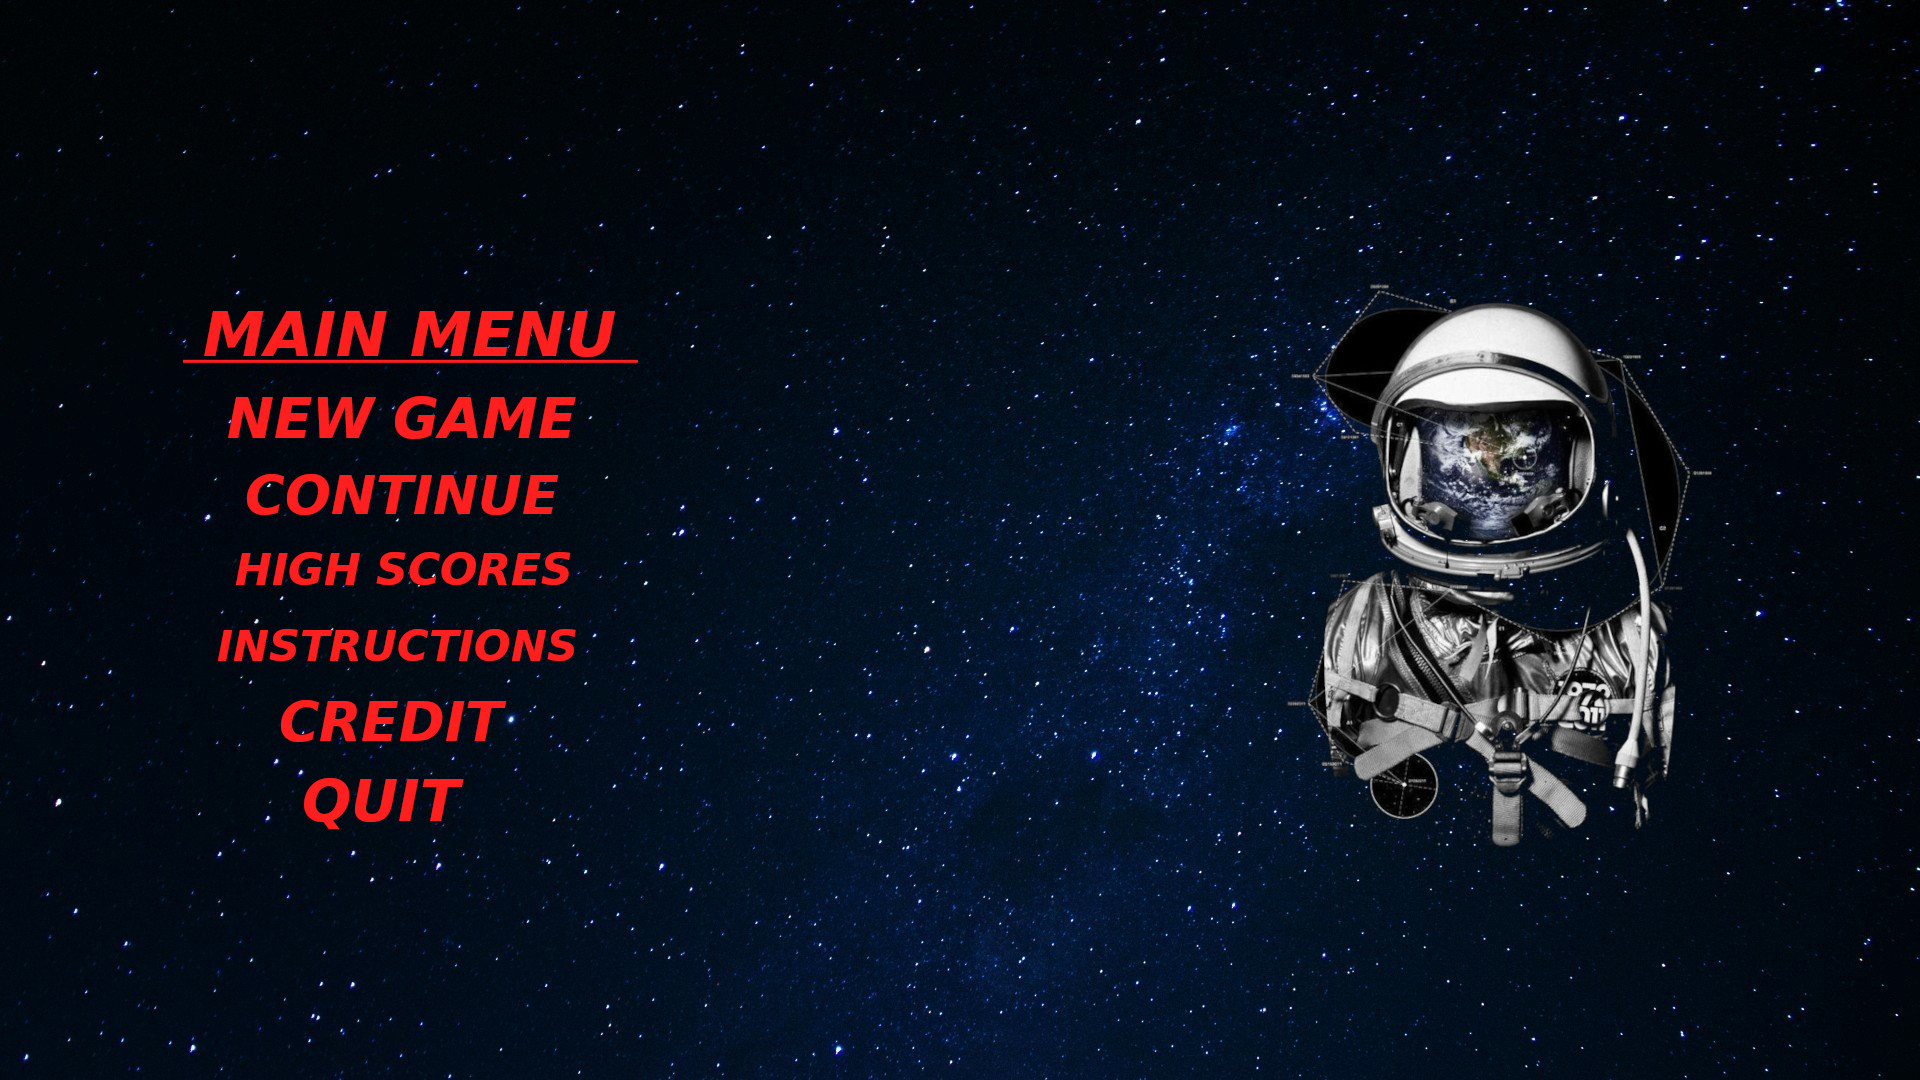 MAIN MENU
NEW GAME
CONTINUE
HIGH SCORES
INSTRUCTIONS
CREDIT
QUIT